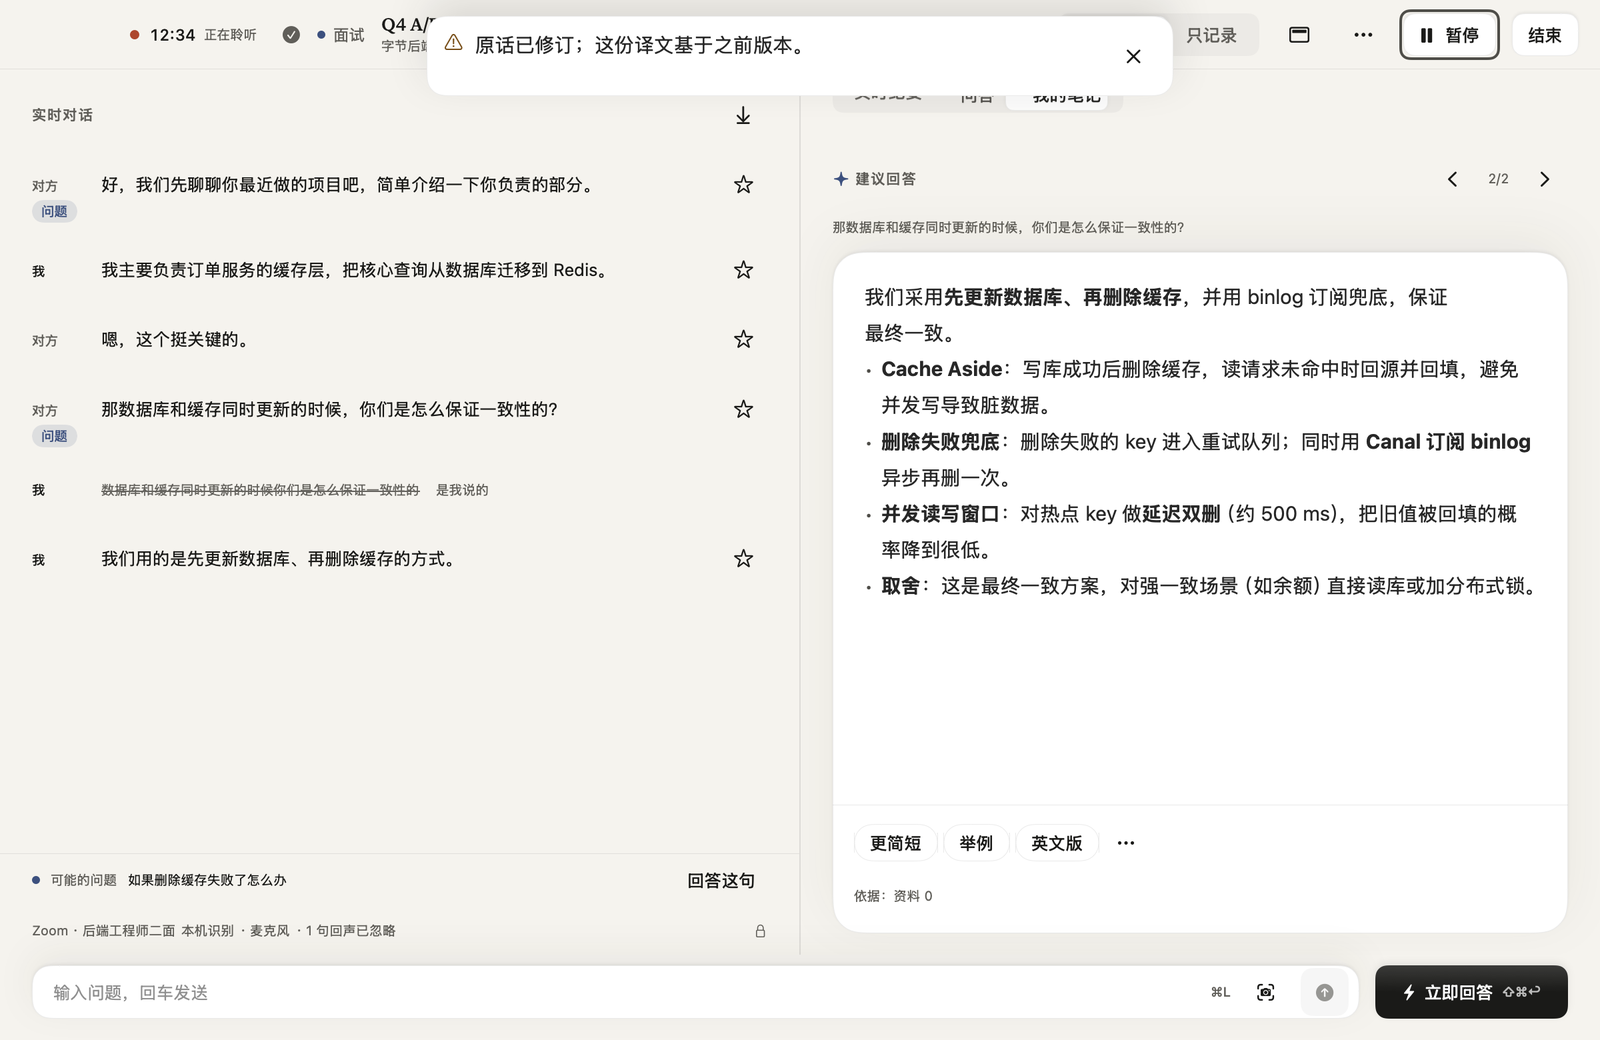 12:34 正在聆听
面试
Q4 A/
字节后
原话已修订；这份译文基于之前版本。
只记录
暂停
结束
实时对话
我的笔记
对方
好，我们先聊聊你最近做的项目吧，简单介绍一下你负责的部分。
问题
我
我主要负责订单服务的缓存层，把核心查询从数据库迁移到 Redis。
对方
嗯，这个挺关键的。
对方
那数据库和缓存同时更新的时候，你们是怎么保证一致性的？
问题
我
数据库和缓存同时更新的时候你们是怎么保证一致性的 是我说的
我
我们用的是先更新数据库、再删除缓存的方式。
可能的问题 如果删除缓存失败了怎么办
回答这句
Zoom · 后端工程师二面 本机识别 · 麦克风 · 1 句回声已忽略
建议回答
2/2
那数据库和缓存同时更新的时候，你们是怎么保证一致性的？
我们采用先更新数据库、再删除缓存，并用 binlog 订阅兜底，保证
最终一致。
• Cache Aside：写库成功后删除缓存，读请求未命中时回源并回填，避免
并发写导致脏数据。
• 删除失败兜底：删除失败的 key 进入重试队列；同时用 Canal 订阅 binlog
异步再删一次。
• 并发读写窗口：对热点 key 做延迟双删（约 500 ms），把旧值被回填的概
率降到很低。
• 取舍：这是最终一致方案，对强一致场景（如余额）直接读库或加分布式锁。
更简短
举例
英文版
依据：资料 0
输入问题，回车发送
⌘L
立即回答 ⇧⌘↩